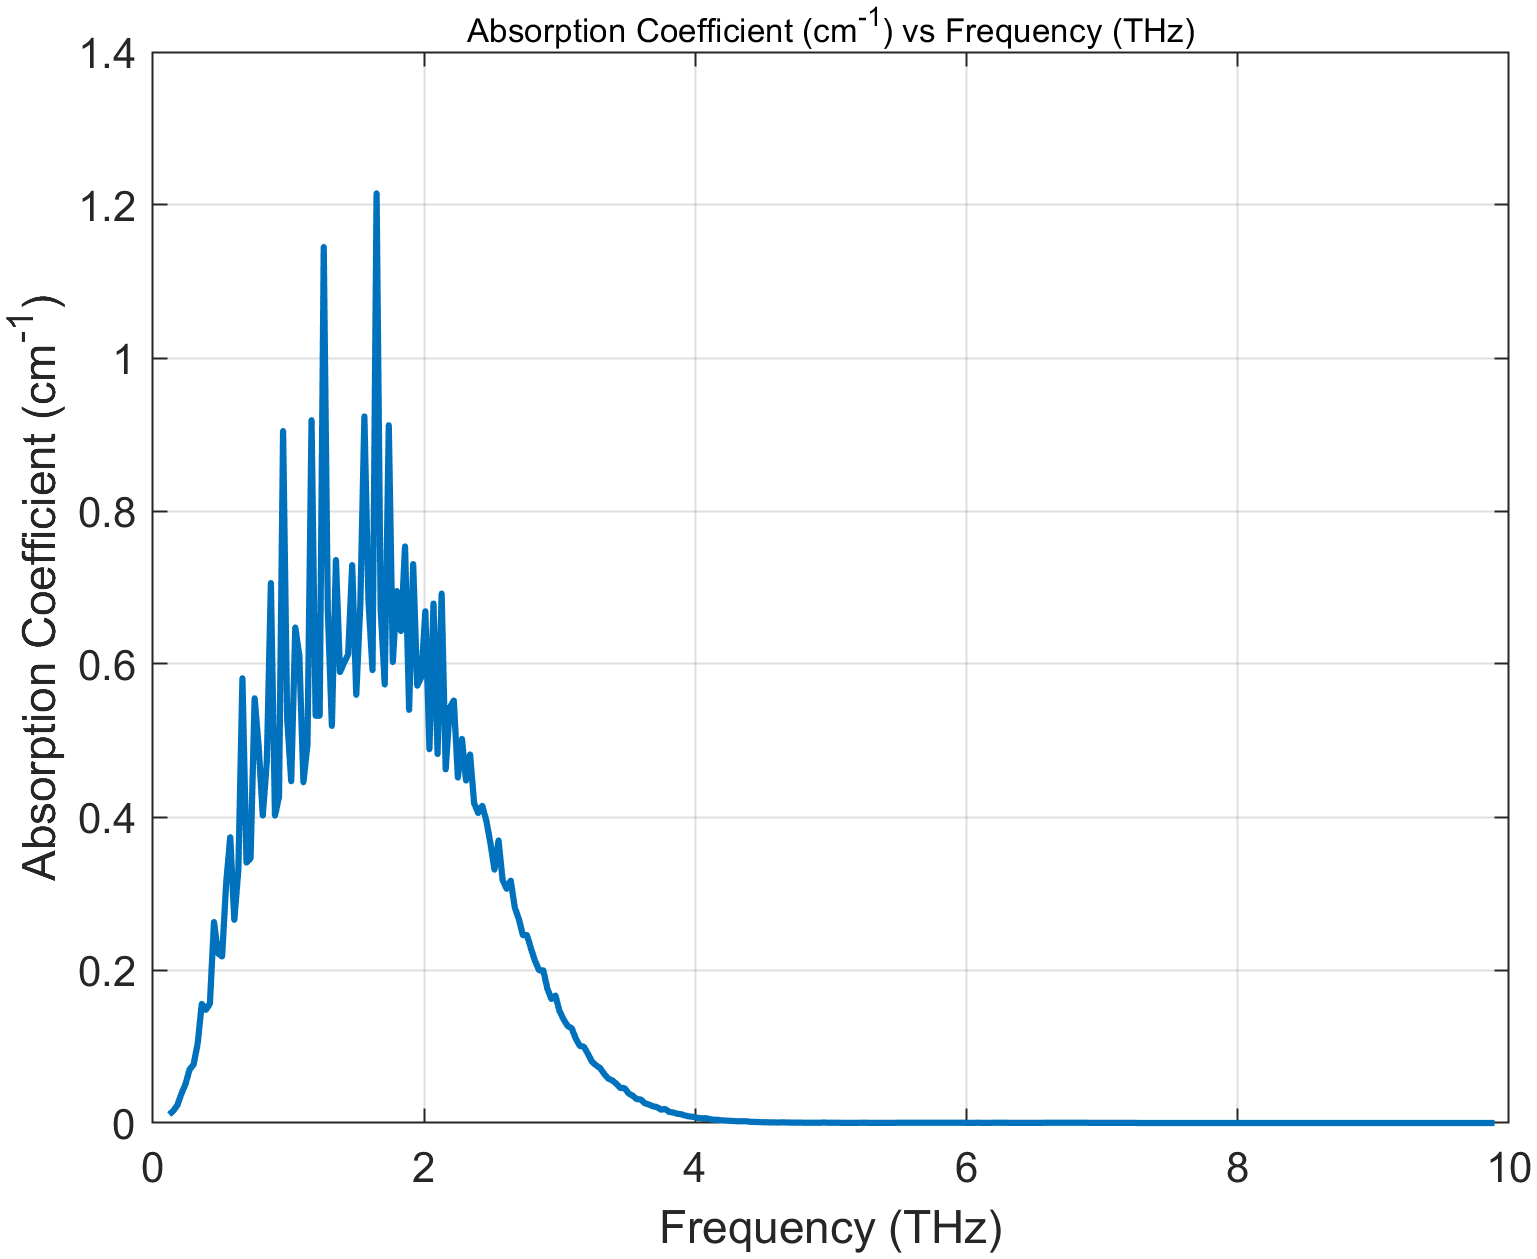 Absorption Coefficient (cm⁻¹) vs Frequency (THz)
1.4
1.2
1
0.8
0.6
0.4
0.2
0
Absorption Coefficient (cm⁻¹)
0 2 4 6 8 10
Frequency (THz)